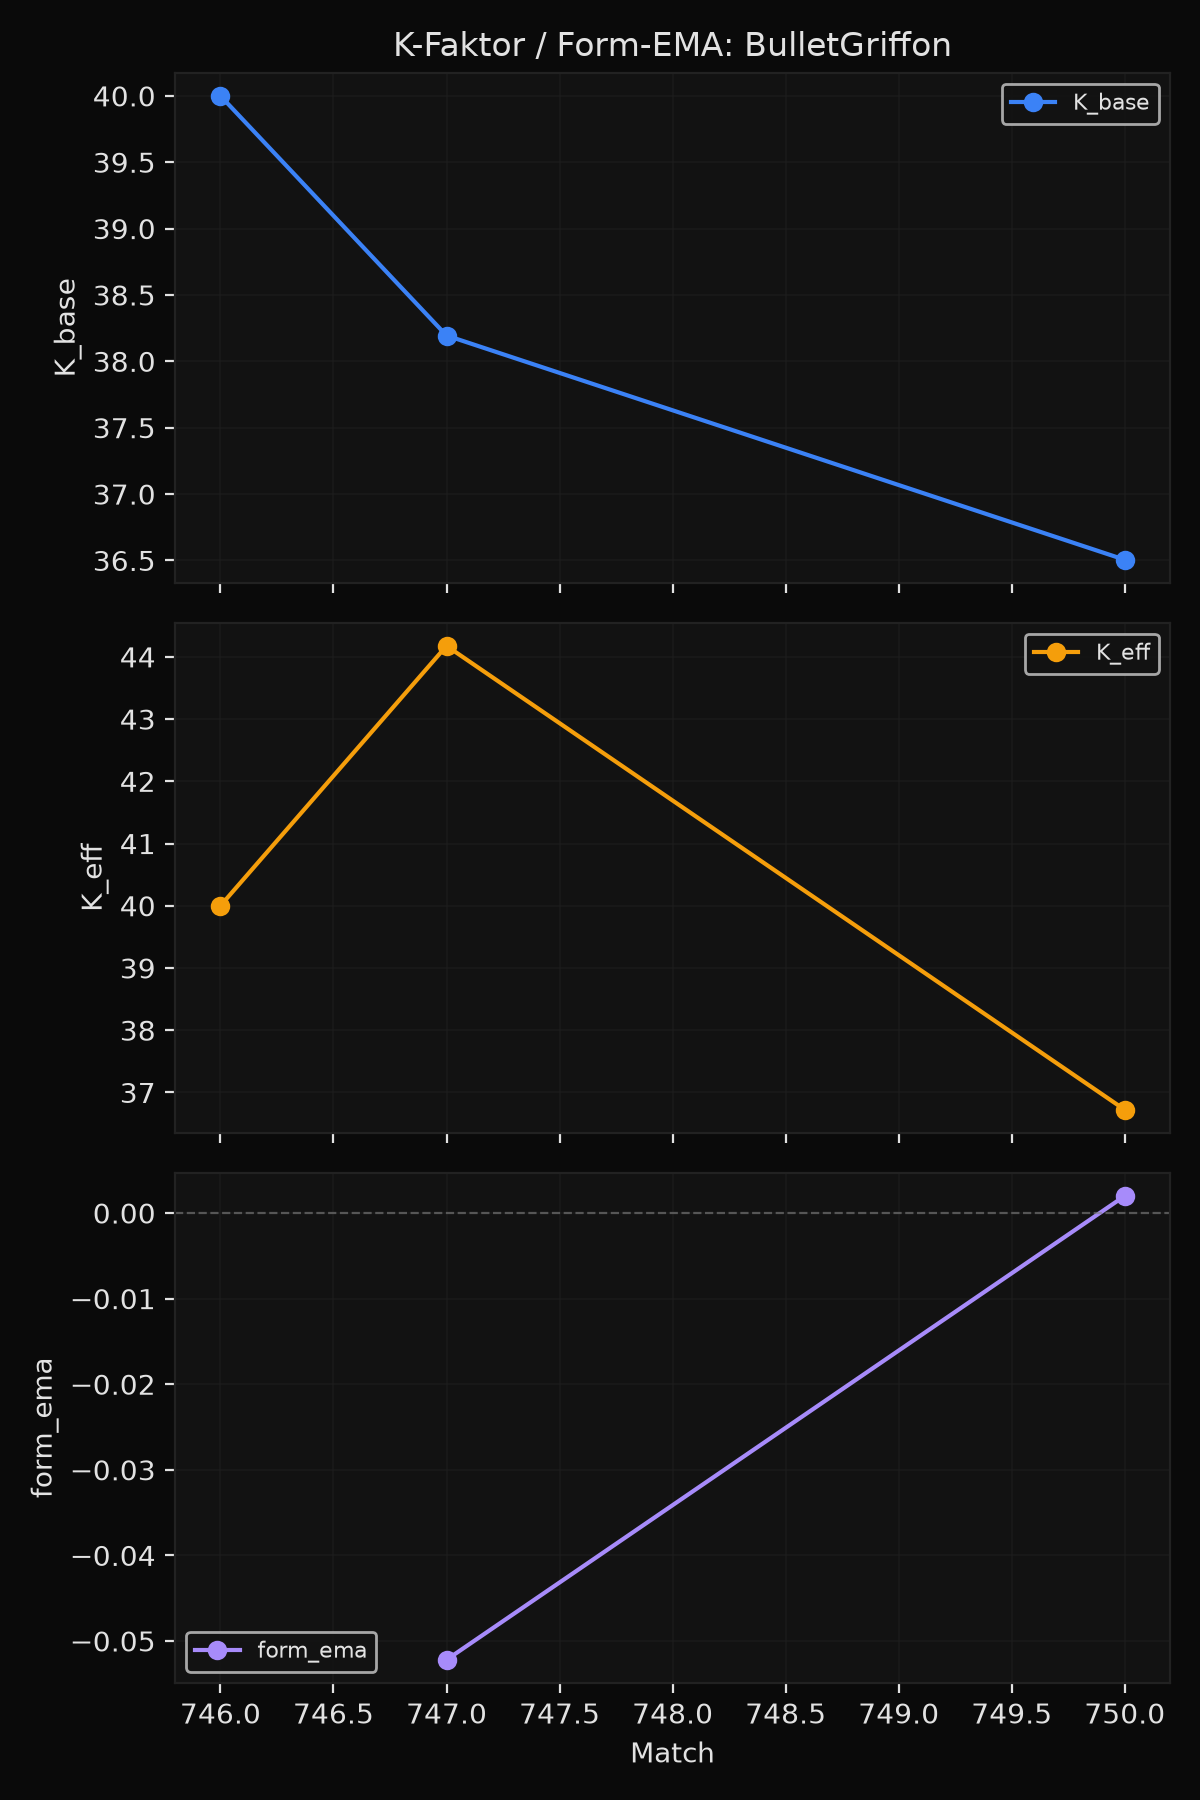 K-Faktor / Form-EMA: BulletGriffon
K_base
40.0
39.5
39.0
38.5
38.0
37.5
37.0
36.5
K_base
K_eff
44
43
42
41
40
39
38
37
K_eff
0.00
−0.01
−0.02
−0.03
−0.04
−0.05
form_ema
form_ema
746.0 746.5 747.0 747.5 748.0 748.5 749.0 749.5 750.0
Match